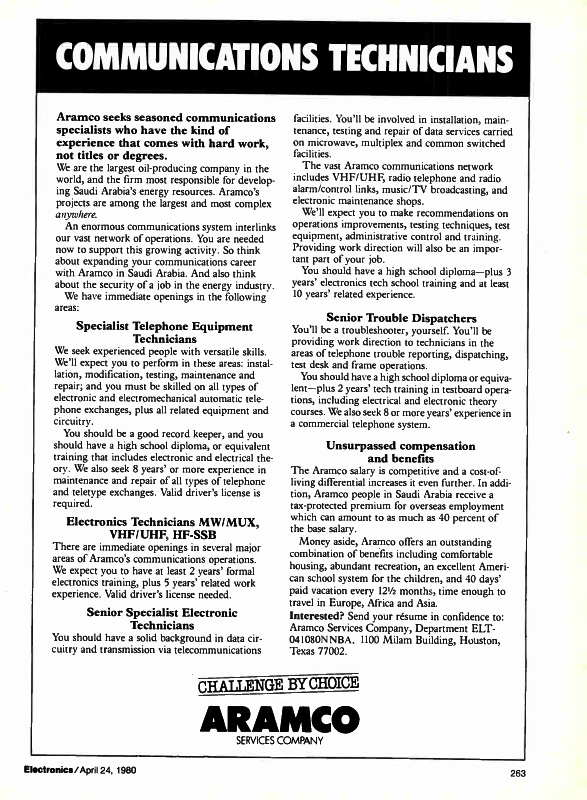 COMMUNICATIONS TECHNICIANS
Aramco seeks seasoned communications
specialists who have the kind of
experience that comes with hard work,
not titles or degrees.
We are the largest oil-producing company in the
world, and the firm most responsible for develop-
ing Saudi Arabia's energy resources. Aramco's
projects are among the largest and most complex
anywhere.
An enormous communications system interlinks
our vast network of operations. You are needed
now to support this growing activity. So think
about expanding your communications career
with Aramco in Saudi Arabia. And also think
about the security of a job in the energy industry.
We have immediate openings in the following
areas:
Specialist Telephone Equipment
Technicians
We seek experienced people with versatile skills.
We'll expect you to perform in these areas: instal-
lation, modification, testing, maintenance and
repair; and you must be skilled on all types of
electronic and electromechanical automatic tele-
phone exchanges, plus all related equipment and
circuitry.
You should be a good record keeper, and you
should have a high school diploma, or equivalent
training that includes electronic and electrical the-
ory. We also seek 8 years' or more experience in
maintenance and repair of all types of telephone
and teletype exchanges. Valid driver's license is
required.
Electronics Technicians MW/MUX,
VHF/UHF, HF-SSB
There are immediate openings in several major
areas of Aramco's communications operations.
We expect you to have at least 2 years' formal
electronics training, plus 5 years' related work
experience. Valid driver's license needed.
Senior Specialist Electronic
Technicians
You should have a solid background in data cir-
cuitry and transmission via telecommunications
facilities. You'll be involved in installation, main-
tenance, testing and repair of data services carried
on microwave, multiplex and common switched
facilities.
The vast Aramco communications network
includes VHF/UHF, radio telephone and radio
alarm/control links, music/TV broadcasting, and
electronic maintenance shops.
We'll expect you to make recommendations on
operations improvements, testing techniques, test
equipment, administrative control and training.
Providing work direction will also be an impor-
tant part of your job.
You should have a high school diploma—plus 3
years' electronics tech school training and at least
10 years' related experience.
Senior Trouble Dispatchers
You'll be a troubleshooter, yourself. You'll be
providing work direction to technicians in the
areas of telephone trouble reporting, dispatching,
test desk and frame operations.
You should have a high school diploma or equiva-
lent—plus 2 years' tech training in testboard opera-
tions, including electrical and electronic theory
courses. We also seek 8 or more years' experience in
a commercial telephone system.
Unsurpassed compensation
and benefits
The Aramco salary is competitive and a cost-of-
living differential increases it even further. In addi-
tion, Aramco people in Saudi Arabia receive a
tax-protected premium for overseas employment
which can amount to as much as 40 percent of
the base salary.
Money aside, Aramco offers an outstanding
combination of benefits including comfortable
housing, abundant recreation, an excellent Ameri-
can school system for the children, and 40 days'
paid vacation every 12½ months, time enough to
travel in Europe, Africa and Asia.
Interested? Send your résume in confidence to:
Aramco Services Company, Department ELT-
041080NNBA, 1100 Milam Building, Houston,
Texas 77002.
CHALLENGE BY CHOICE
ARAMCO
SERVICES COMPANY
Electronics/April 24, 1980
263